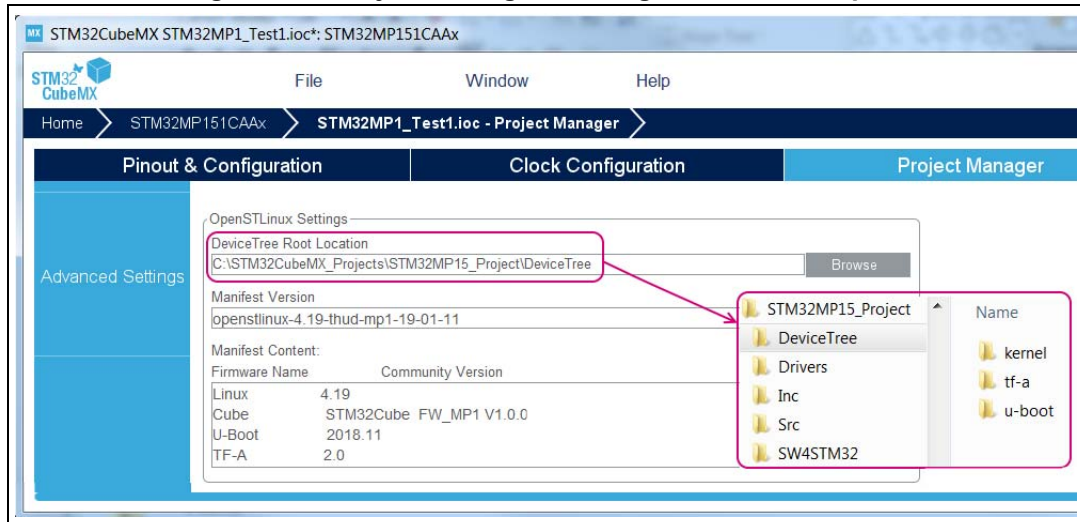 STM32CubeMX STM32MP1_Test1.ioc*: STM32MP151CAAx
STM32
CubeMX
File Window Help
Home STM32MP151CAAx STM32MP1_Test1.ioc - Project Manager
Pinout & Configuration Clock Configuration Project Manager
Advanced Settings
OpenSTLinux Settings
DeviceTree Root Location
C:\STM32CubeMX_Projects\STM32MP15_Project\DeviceTree Browse
Manifest Version
openstlinux-4.19-thud-mp1-19-01-11
Manifest Content:
Firmware Name Community Version
Linux 4.19
Cube STM32Cube FW_MP1 V1.0.0
U-Boot 2018.11
TF-A 2.0
STM32MP15_Project
DeviceTree
Drivers
Inc
Src
SW4STM32
Name
kernel
tf-a
u-boot